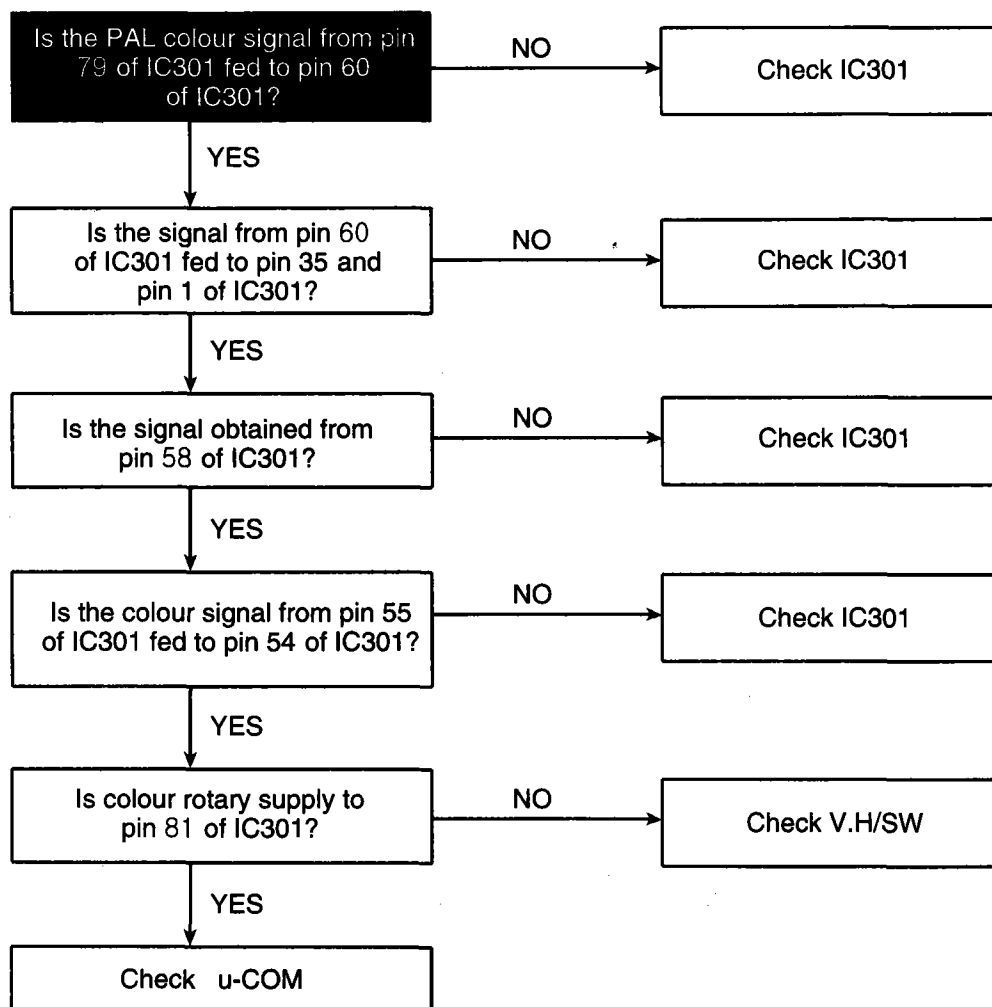 Is the PAL colour signal from pin
79 of IC301 fed to pin 60
of IC301?
NO
Check IC301
YES
Is the signal from pin 60
of IC301 fed to pin 35 and
pin 1 of IC301?
NO
Check IC301
YES
Is the signal obtained from
pin 58 of IC301?
NO
Check IC301
YES
Is the colour signal from pin 55
of IC301 fed to pin 54 of IC301?
NO
Check IC301
YES
Is colour rotary supply to
pin 81 of IC301?
NO
Check V.H/SW
YES
Check u-COM